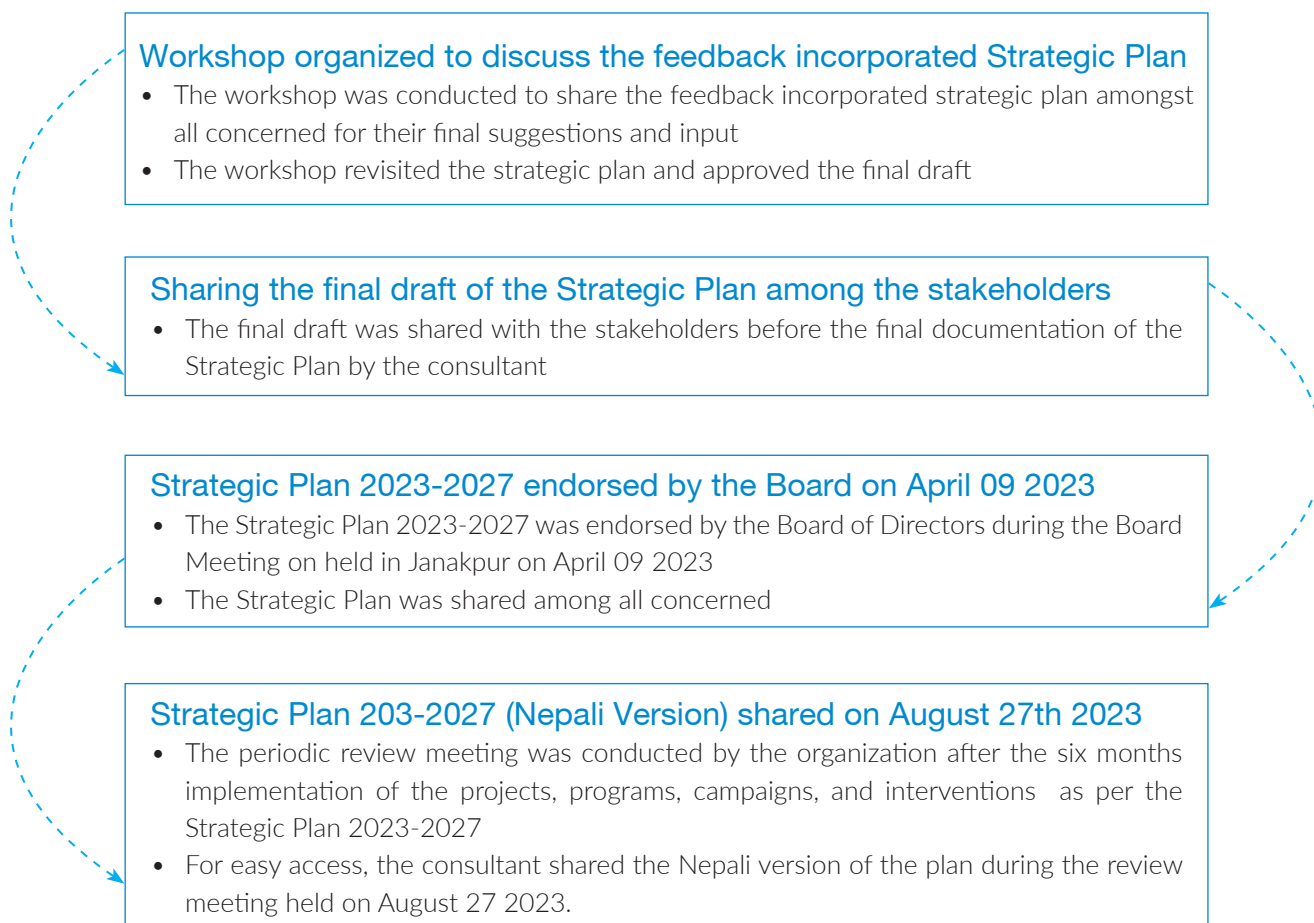 Workshop organized to discuss the feedback incorporated Strategic Plan
• The workshop was conducted to share the feedback incorporated strategic plan amongst
all concerned for their final suggestions and input
• The workshop revisited the strategic plan and approved the final draft
Sharing the final draft of the Strategic Plan among the stakeholders
• The final draft was shared with the stakeholders before the final documentation of the
Strategic Plan by the consultant
Strategic Plan 2023-2027 endorsed by the Board on April 09 2023
• The Strategic Plan 2023-2027 was endorsed by the Board of Directors during the Board
Meeting on held in Janakpur on April 09 2023
• The Strategic Plan was shared among all concerned
Strategic Plan 203-2027 (Nepali Version) shared on August 27th 2023
• The periodic review meeting was conducted by the organization after the six months
implementation of the projects, programs, campaigns, and interventions as per the
Strategic Plan 2023-2027
• For easy access, the consultant shared the Nepali version of the plan during the review
meeting held on August 27 2023.